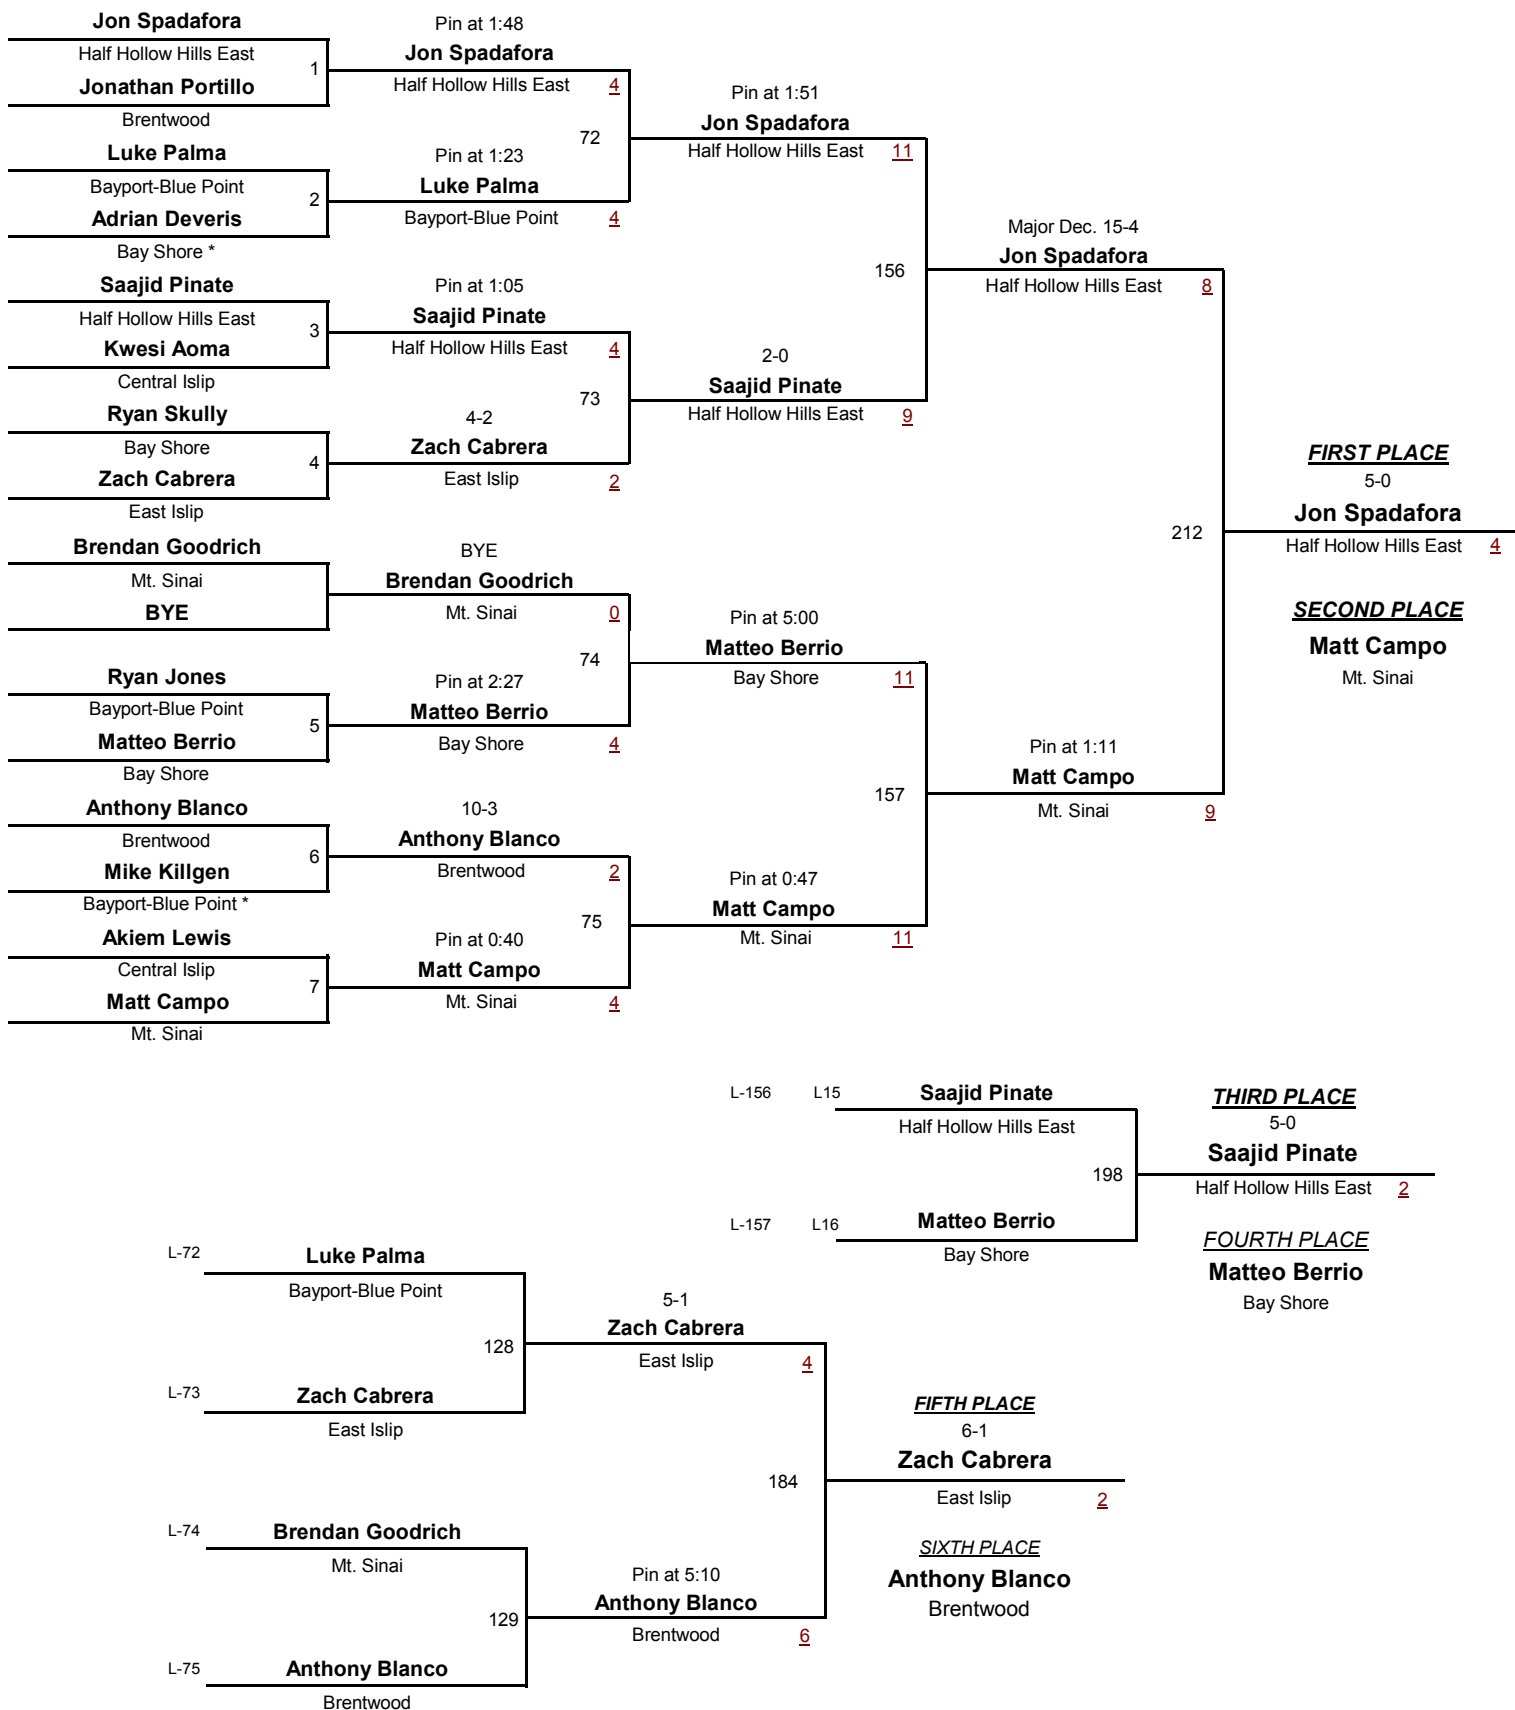 Jon Spadafora
Half Hollow Hills East
1
Jonathan Portillo
Brentwood
Luke Palma
Bayport-Blue Point
2
Adrian Deveris
Bay Shore *
Saajid Pinate
Half Hollow Hills East
3
Kwesi Aoma
Central Islip
Ryan Skully
Bay Shore
4
Zach Cabrera
East Islip
Brendan Goodrich
Mt. Sinai
BYE
Ryan Jones
Bayport-Blue Point
5
Matteo Berrio
Bay Shore
Anthony Blanco
Brentwood
6
Mike Killgen
Bayport-Blue Point *
Akiem Lewis
Central Islip
7
Matt Campo
Mt. Sinai
Pin at 1:48
Jon Spadafora
Half Hollow Hills East 4
72
Pin at 1:23
Luke Palma
Bayport-Blue Point 4
Pin at 1:05
Saajid Pinate
Half Hollow Hills East 4
73
4-2
Zach Cabrera
East Islip 2
BYE
Brendan Goodrich
Mt. Sinai 0
74
Pin at 2:27
Matteo Berrio
Bay Shore 4
10-3
Anthony Blanco
Brentwood 2
75
Pin at 0:40
Matt Campo
Mt. Sinai 4
Pin at 1:51
Jon Spadafora
Half Hollow Hills East 11
156
2-0
Saajid Pinate
Half Hollow Hills East 9
Pin at 5:00
Matteo Berrio
Bay Shore 11
157
Pin at 0:47
Matt Campo
Mt. Sinai 11
Major Dec. 15-4
Jon Spadafora
Half Hollow Hills East 8
212
Pin at 1:11
Matt Campo
Mt. Sinai 9
FIRST PLACE
5-0
Jon Spadafora
Half Hollow Hills East 4
SECOND PLACE
Matt Campo
Mt. Sinai
L-156 L15 Saajid Pinate
Half Hollow Hills East
198
L-157 L16 Matteo Berrio
Bay Shore
THIRD PLACE
5-0
Saajid Pinate
Half Hollow Hills East 2
FOURTH PLACE
Matteo Berrio
Bay Shore
L-72 Luke Palma
Bayport-Blue Point
128
L-73 Zach Cabrera
East Islip
L-74 Brendan Goodrich
Mt. Sinai
129
L-75 Anthony Blanco
Brentwood
5-1
Zach Cabrera
East Islip 4
184
Pin at 5:10
Anthony Blanco
Brentwood 6
FIFTH PLACE
6-1
Zach Cabrera
East Islip 2
SIXTH PLACE
Anthony Blanco
Brentwood